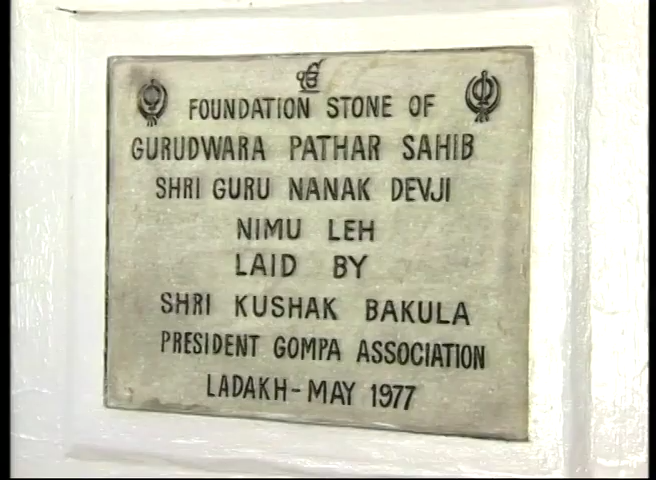 ੴ
FOUNDATION STONE OF
GURUDWARA PATHAR SAHIB
SHRI GURU NANAK DEVJI
NIMU LEH
LAID BY
SHRI KUSHAK BAKULA
PRESIDENT GOMPA ASSOCIATION
LADAKH-MAY 1977